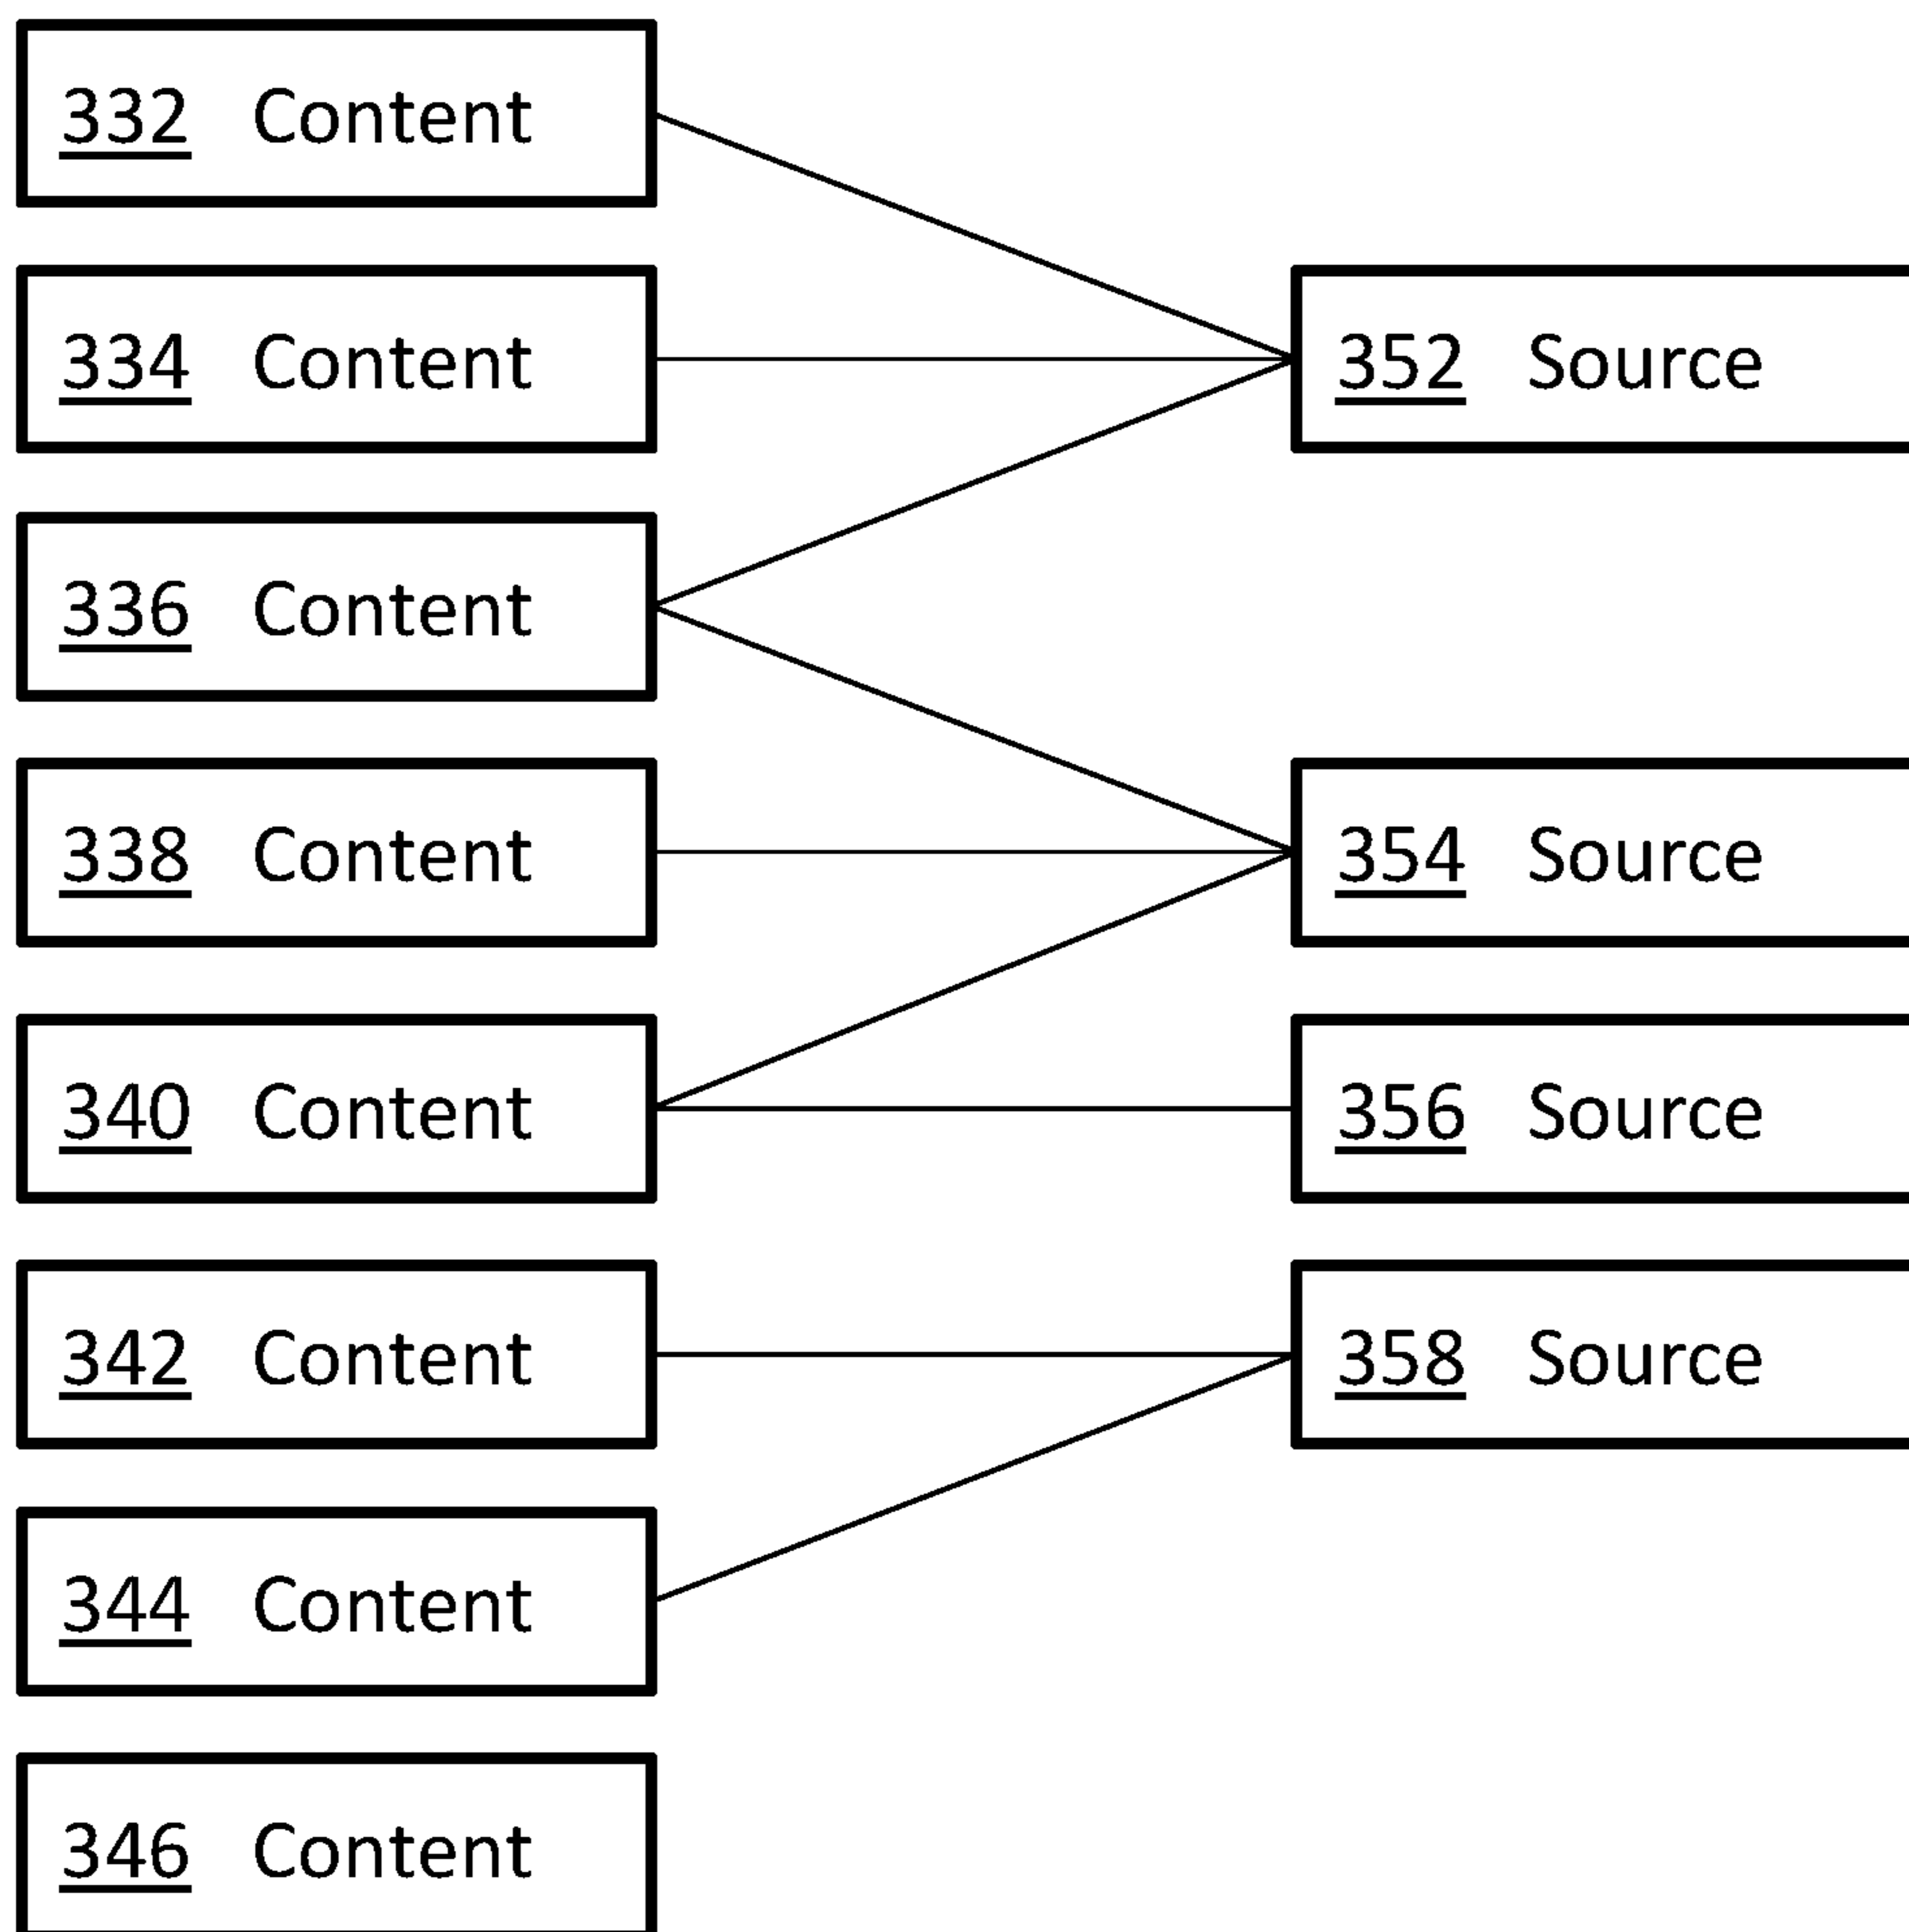 332 Content
334 Content
352 Source
336 Content
338 Content
354 Source
340 Content
356 Source
342 Content
358 Source
344 Content
346 Content